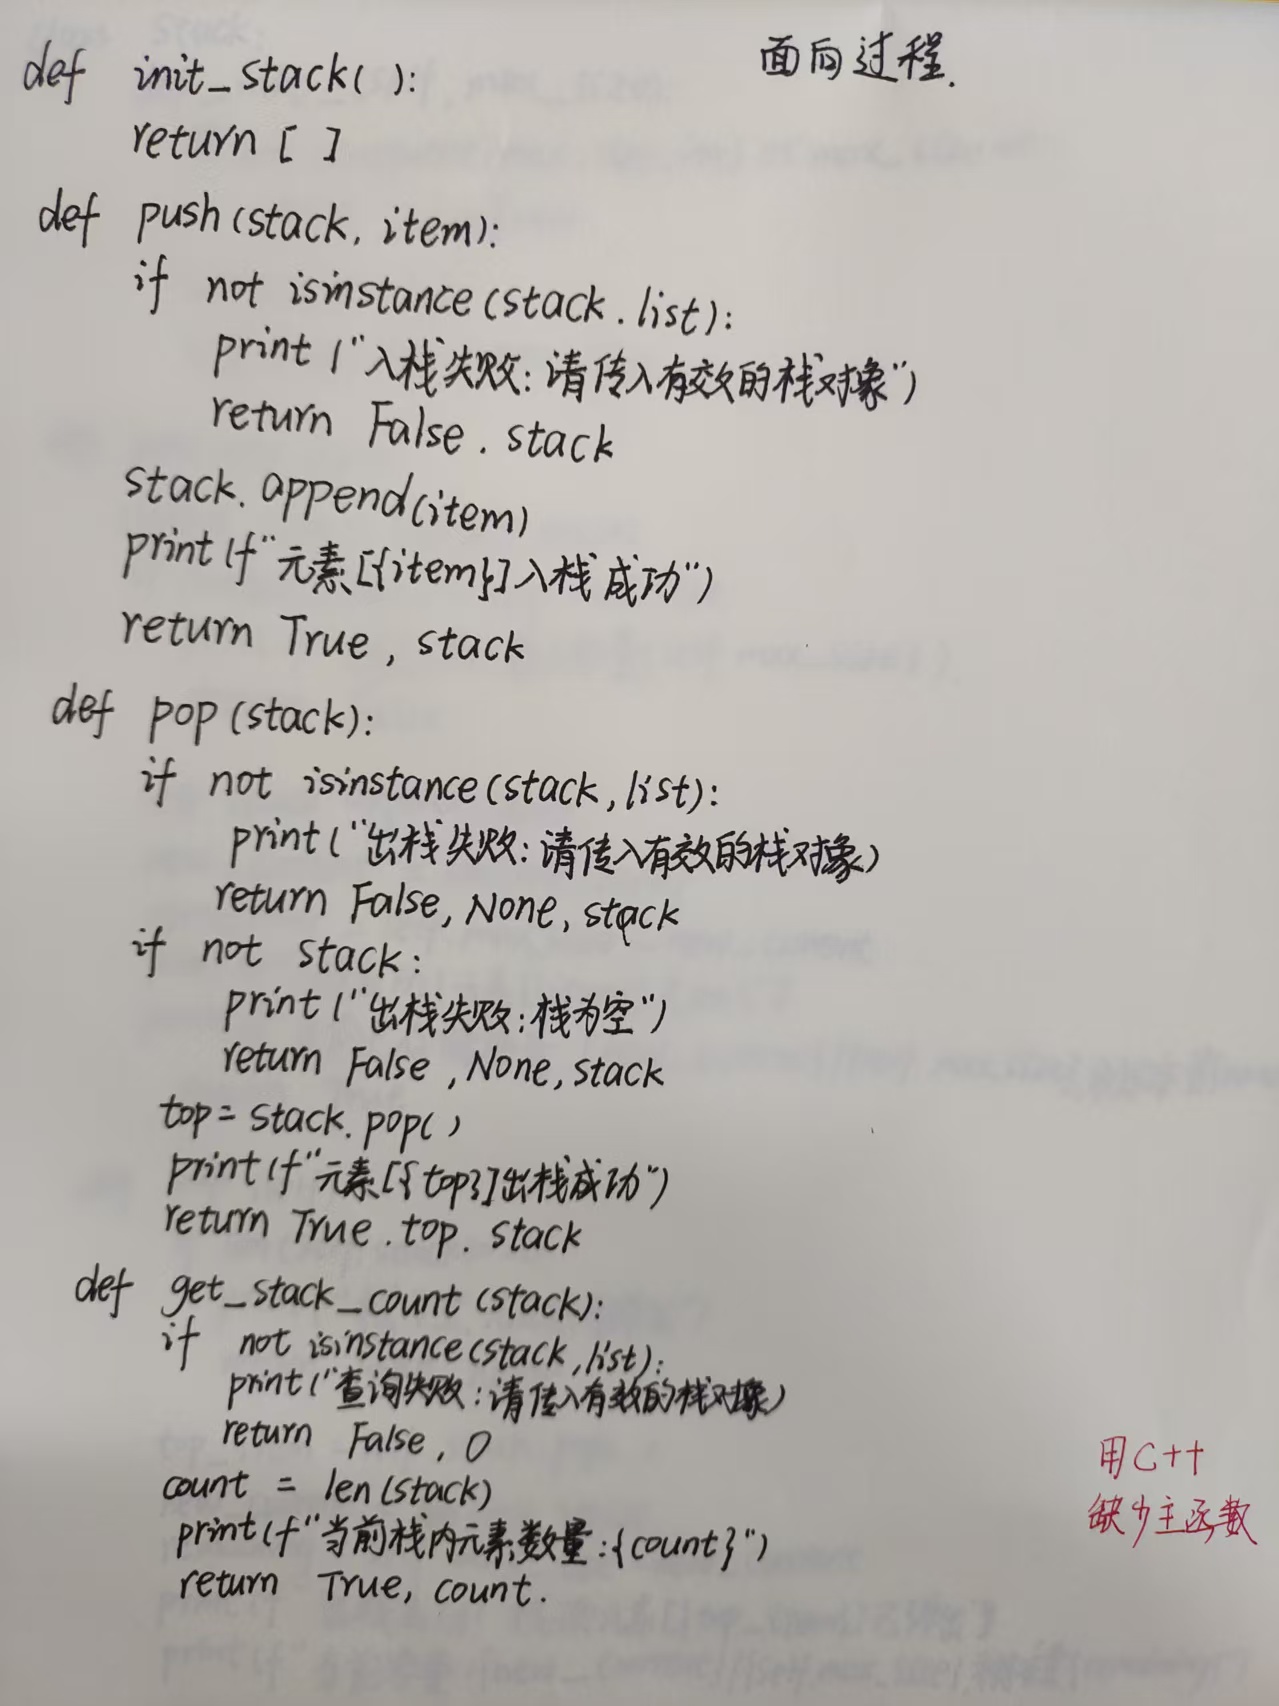 面向过程.
def init_stack():
return [ ]
def push(stack, item):
if not isinstance(stack.list):
print("入栈失败:请传入有效的栈对象")
return False. stack
stack. append(item)
print(f"元素[{item}]入栈成功")
return True, stack
def pop(stack):
if not isinstance(stack,list):
print("出栈失败:请传入有效的栈对象)
return False, None, stack
if not stack:
print("出栈失败:栈为空")
return False, None, stack
top= stack. pop()
print(f"元素[{top}]出栈成功")
return True.top. stack
def get_stack_count(stack):
if not isinstance(stack,list):
print("查询失败:请传入有效的栈对象)
return False, 0
count = len(stack)
print(f"当前栈内元素数量:{count}")
return True, count.
用C++
缺少主函数